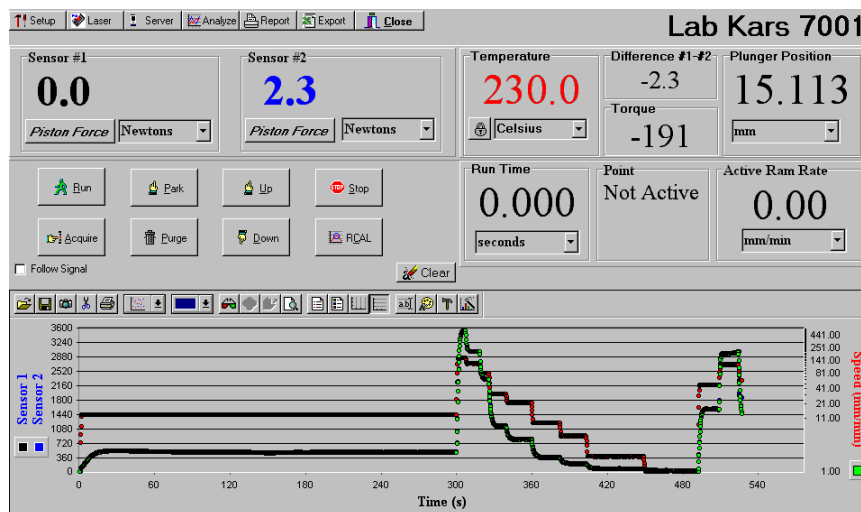 Setup Laser Server Analyze Report Export Close
Lab Kars 7001
Sensor #1
0.0
Piston Force Newtons
Sensor #2
2.3
Piston Force Newtons
Temperature
230.0
Celsius
Difference #1-#2
-2.3
Torque
-191
Plunger Position
15.113
mm
Run Park Up Stop
Acquire Purge Down RCAL
Follow Signal
Clear
Run Time
0.000
seconds
Point
Not Active
Active Ram Rate
0.00
mm/min
ab
T
Sensor 1
Sensor 2
3600
3240
2880
2520
2160
1800
1440
1080
720
360
0
0 60 120 180 240 300 360 420 480 540
Time (s)
441.00
251.00
141.00
81.00
41.00
21.00
11.00
1.00
Speed (mm/min)